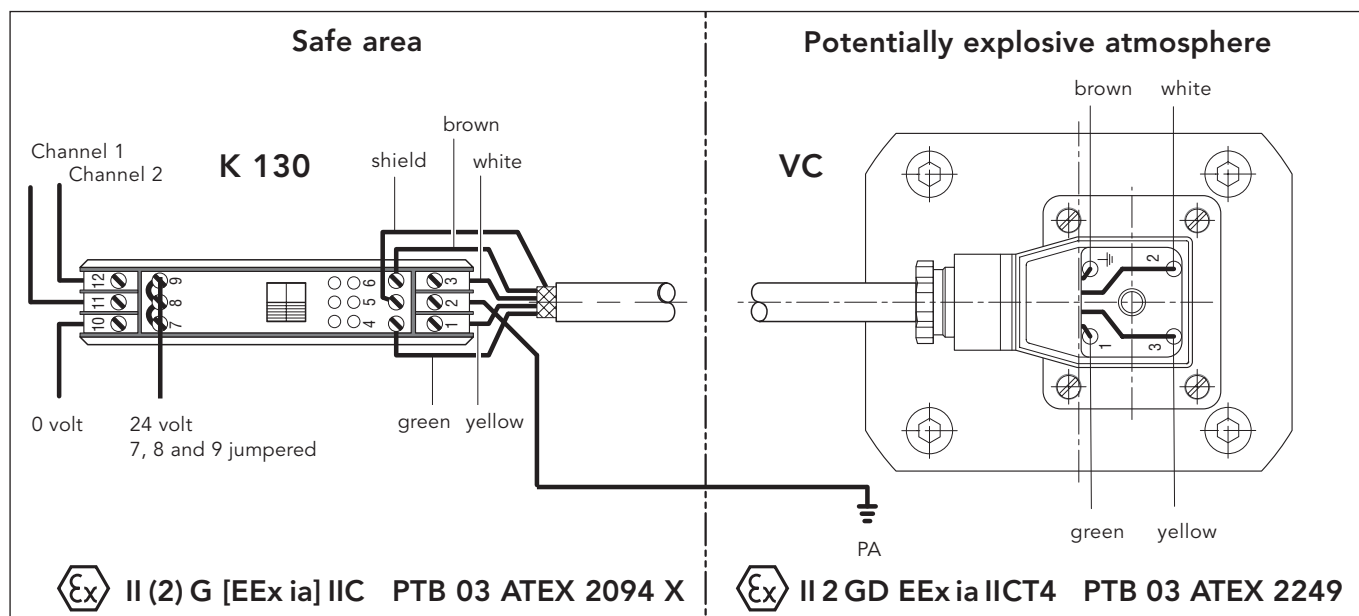 Safe area
Potentially explosive atmosphere
brown white
brown
Channel 1
Channel 2
K 130
shield
white
VC
12
11
10
9
8
7
6
5
4
3
2
1
2
1
3
0 volt
24 volt
7, 8 and 9 jumpered
green yellow
green
yellow
PA
Ex II (2) G [EEx ia] IIC PTB 03 ATEX 2094 X
Ex II 2 GD EEx ia IICT4 PTB 03 ATEX 2249